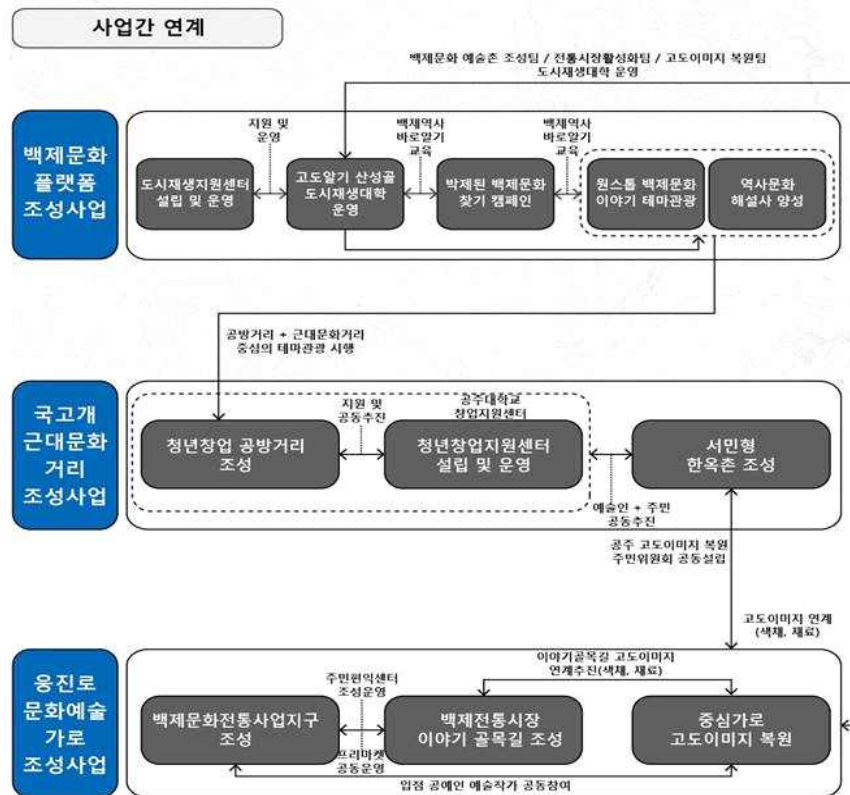 사업간 연계
백제문화 예술촌 조성팀 / 전통시장활성화팀 / 고도이미지 복원팀
도시재생대학 운영
백제문화
플랫폼
조성사업
지원 및
운영
백제역사
바로알기
교육
백제역사
바로알기
교육
도시재생지원센터
설립 및 운영
고도알기 산성골
도시재생대학
운영
박제된 백제문화
찾기 캠페인
원스톱 백제문화
이야기 테마관광
역사문화
해설사 양성
공방거리 + 근대문화거리
중심의 테마관광 시행
국고개
근대문화
거리
조성사업
지원 및
공동추진
공주대학교
창업지원센터
청년창업 공방거리
조성
청년창업지원센터
설립 및 운영
서민형
한옥촌 조성
예술인 + 주민
공동추진
공주 고도이미지 복원
주민위원회 공동설립
고도이미지 연계
(색채, 재료)
웅진로
문화예술
가로
조성사업
이야기골목길 고도이미지
연계추진(색채, 재료)
주민편익센터
조성운영
백제문화전통사업지구
조성
백제전통시장
이야기 골목길 조성
중심가로
고도이미지 복원
프리마켓
공동운영
입점 공예인 예술작가 공동참여